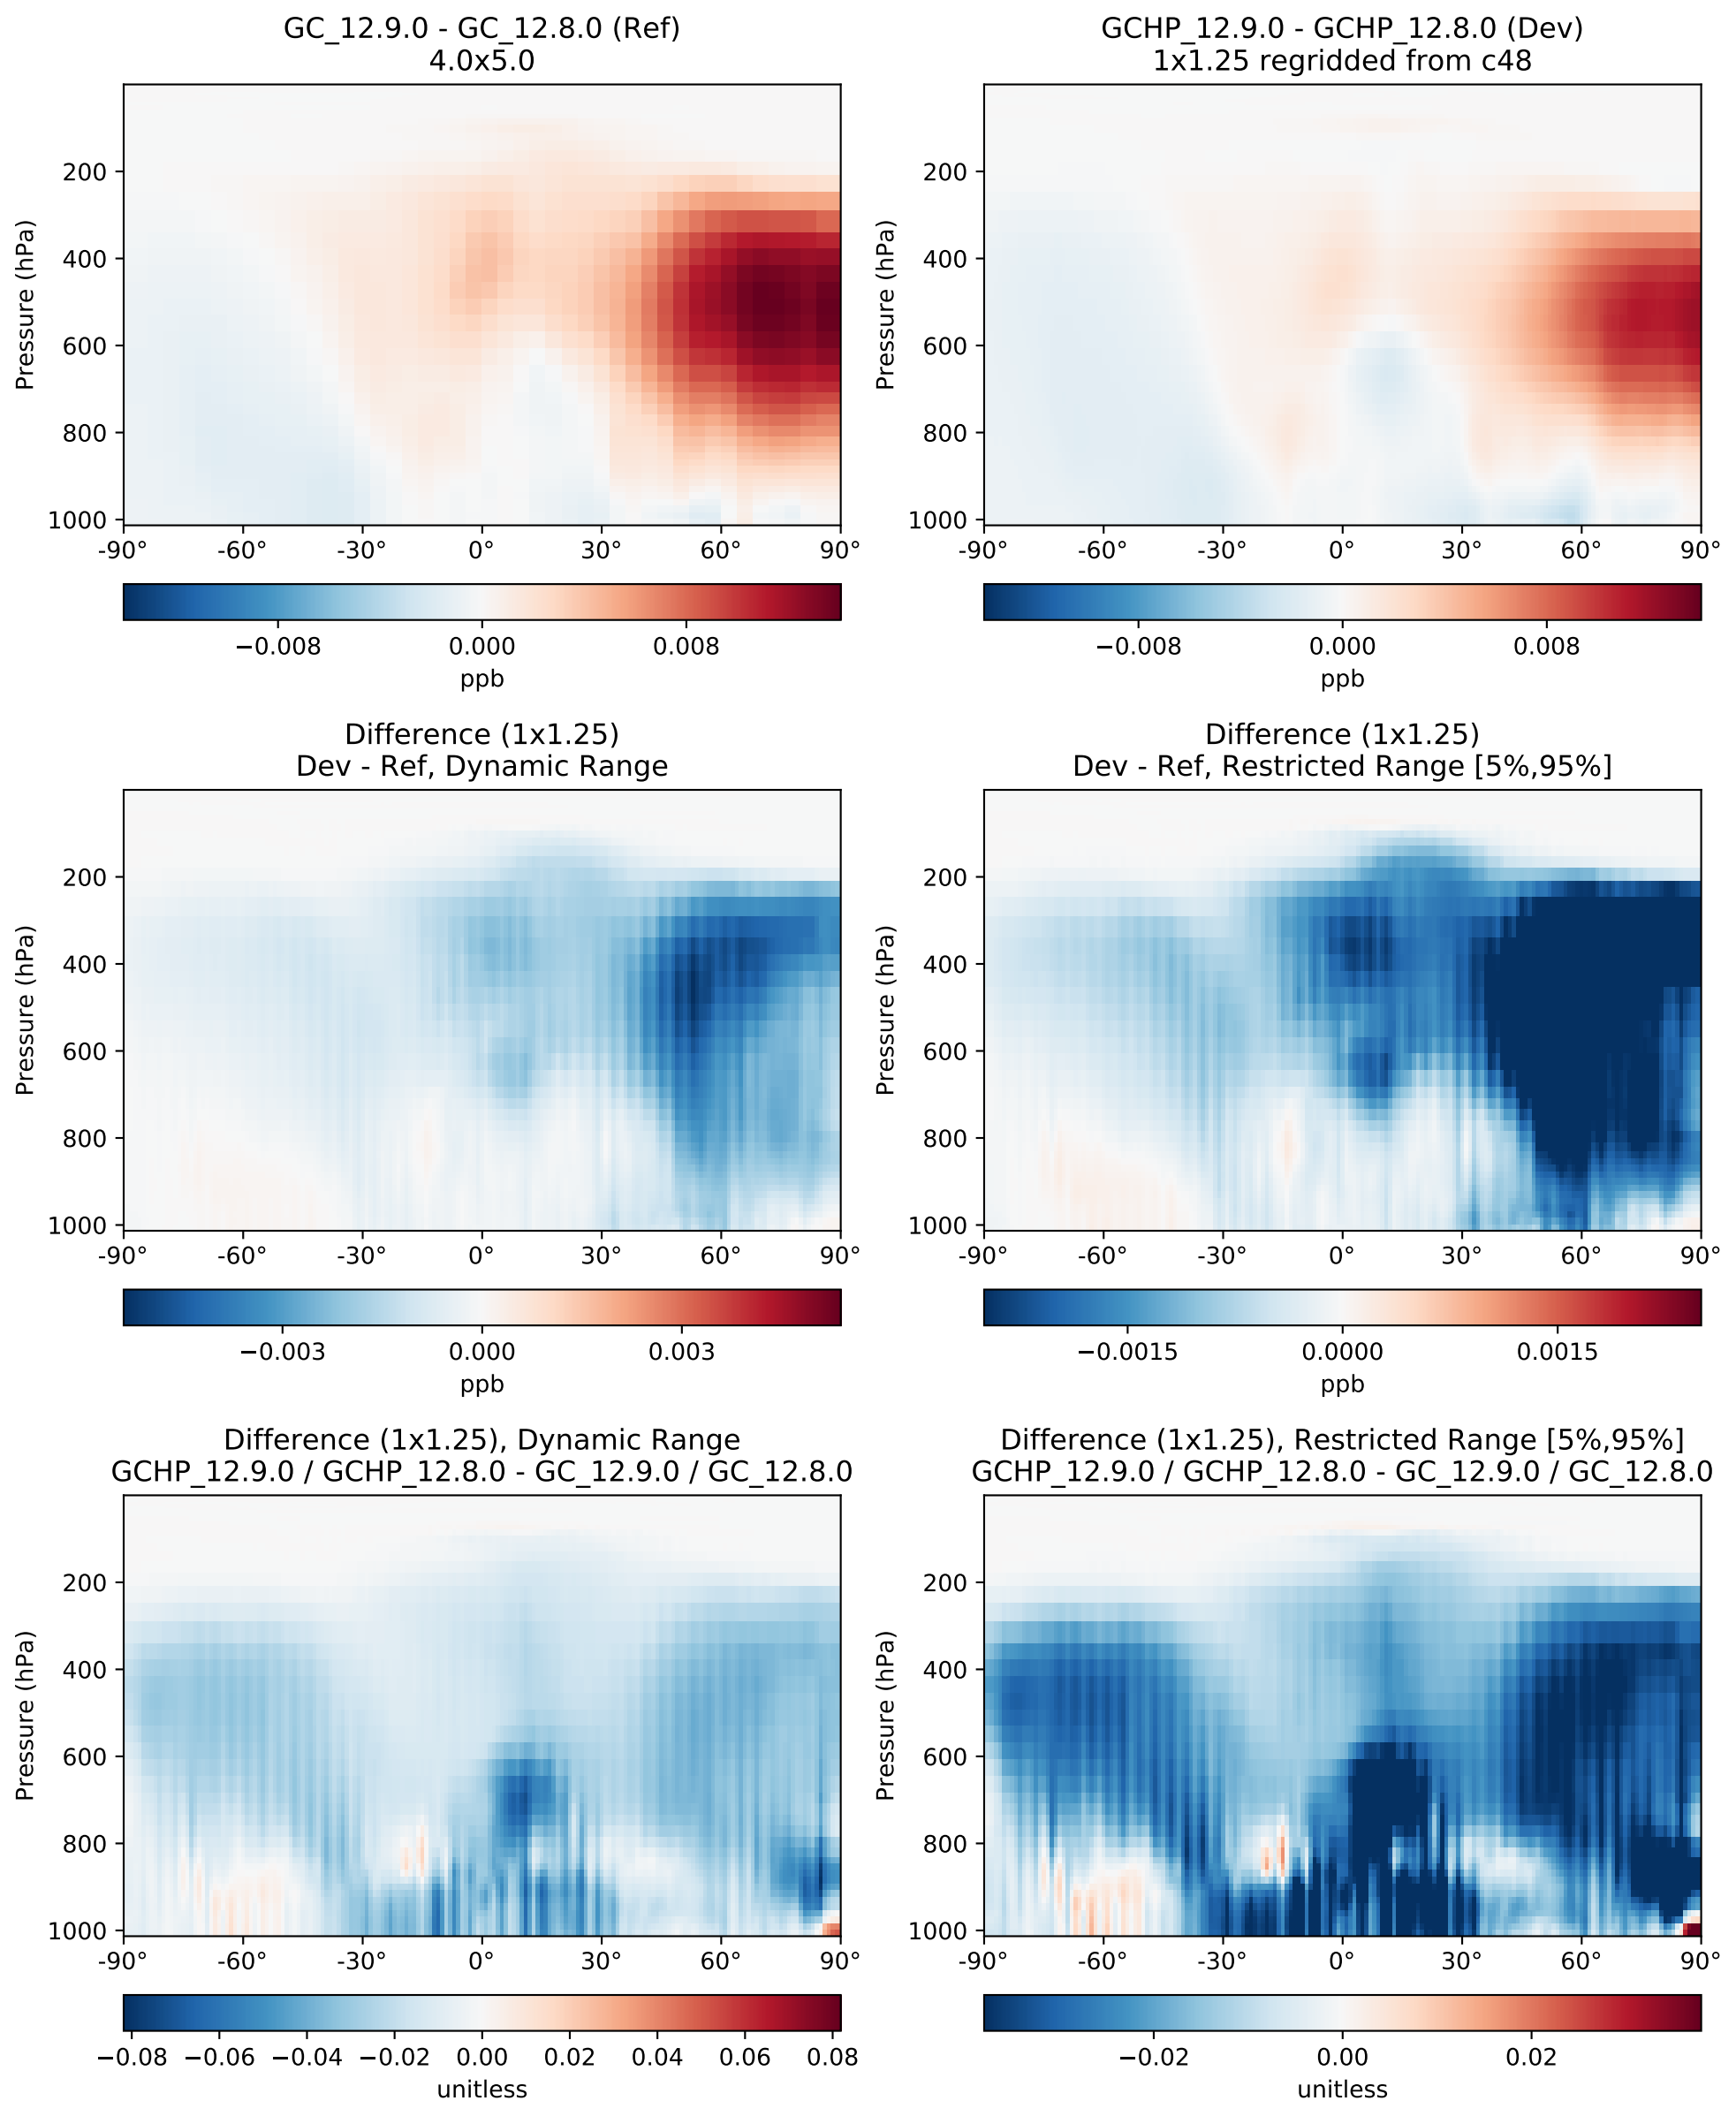 GC_12.9.0 - GC_12.8.0 (Ref)
4.0x5.0
GCHP_12.9.0 - GCHP_12.8.0 (Dev)
1x1.25 regridded from c48
Pressure (hPa)
200
400
600
800
1000
-90° -60° -30° 0° 30° 60° 90°
−0.008 0.000 0.008
ppb
Pressure (hPa)
200
400
600
800
1000
-90° -60° -30° 0° 30° 60° 90°
−0.008 0.000 0.008
ppb
Difference (1x1.25)
Dev - Ref, Dynamic Range
Difference (1x1.25)
Dev - Ref, Restricted Range [5%,95%]
Pressure (hPa)
200
400
600
800
1000
-90° -60° -30° 0° 30° 60° 90°
−0.003 0.000 0.003
ppb
Pressure (hPa)
200
400
600
800
1000
-90° -60° -30° 0° 30° 60° 90°
−0.0015 0.0000 0.0015
ppb
Difference (1x1.25), Dynamic Range
GCHP_12.9.0 / GCHP_12.8.0 - GC_12.9.0 / GC_12.8.0
Difference (1x1.25), Restricted Range [5%,95%]
GCHP_12.9.0 / GCHP_12.8.0 - GC_12.9.0 / GC_12.8.0
Pressure (hPa)
200
400
600
800
1000
-90° -60° -30° 0° 30° 60° 90°
−0.08 −0.06 −0.04 −0.02 0.00 0.02 0.04 0.06 0.08
unitless
Pressure (hPa)
200
400
600
800
1000
-90° -60° -30° 0° 30° 60° 90°
−0.02 0.00 0.02
unitless